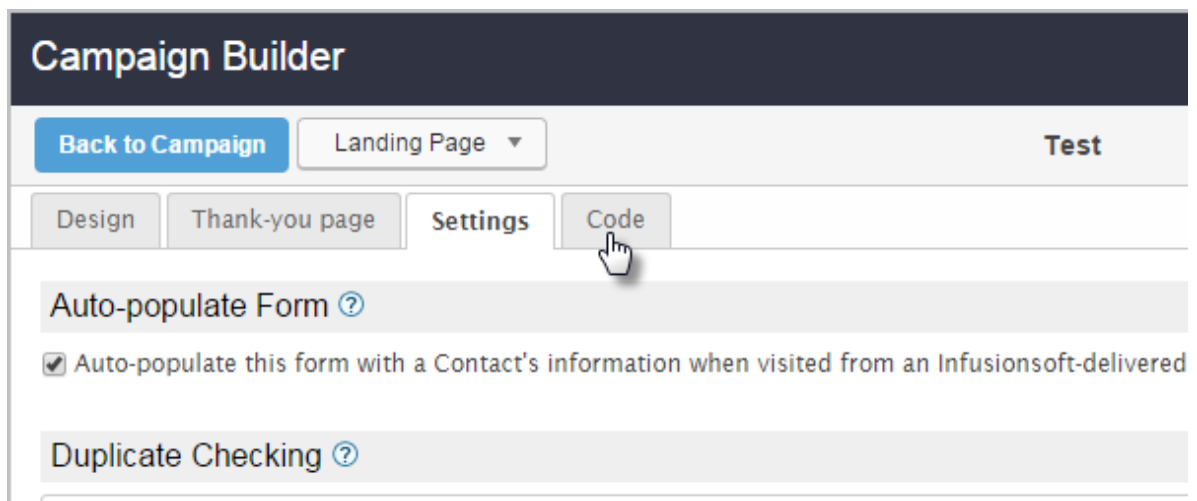 Campaign Builder
Back to Campaign Landing Page Test
Design Thank-you page Settings Code
Auto-populate Form ?
Auto-populate this form with a Contact's information when visited from an Infusionsoft-delivered
Duplicate Checking ?